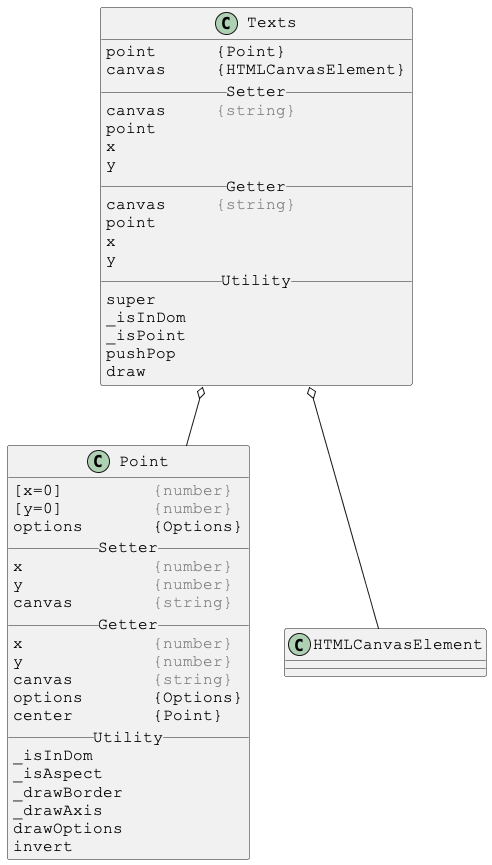 C Texts
point {Point}
canvas {HTMLCanvasElement}
Setter
canvas {string}
point
x
y
Getter
canvas {string}
point
x
y
Utility
super
_isInDom
_isPoint
pushPop
draw
C Point
[x=0] {number}
[y=0] {number}
options {Options}
Setter
x {number}
y {number}
canvas {string}
Getter
x {number}
y {number}
canvas {string}
options {Options}
center {Point}
Utility
_isInDom
_isAspect
_drawBorder
_drawAxis
drawOptions
invert
C HTMLCanvasElement